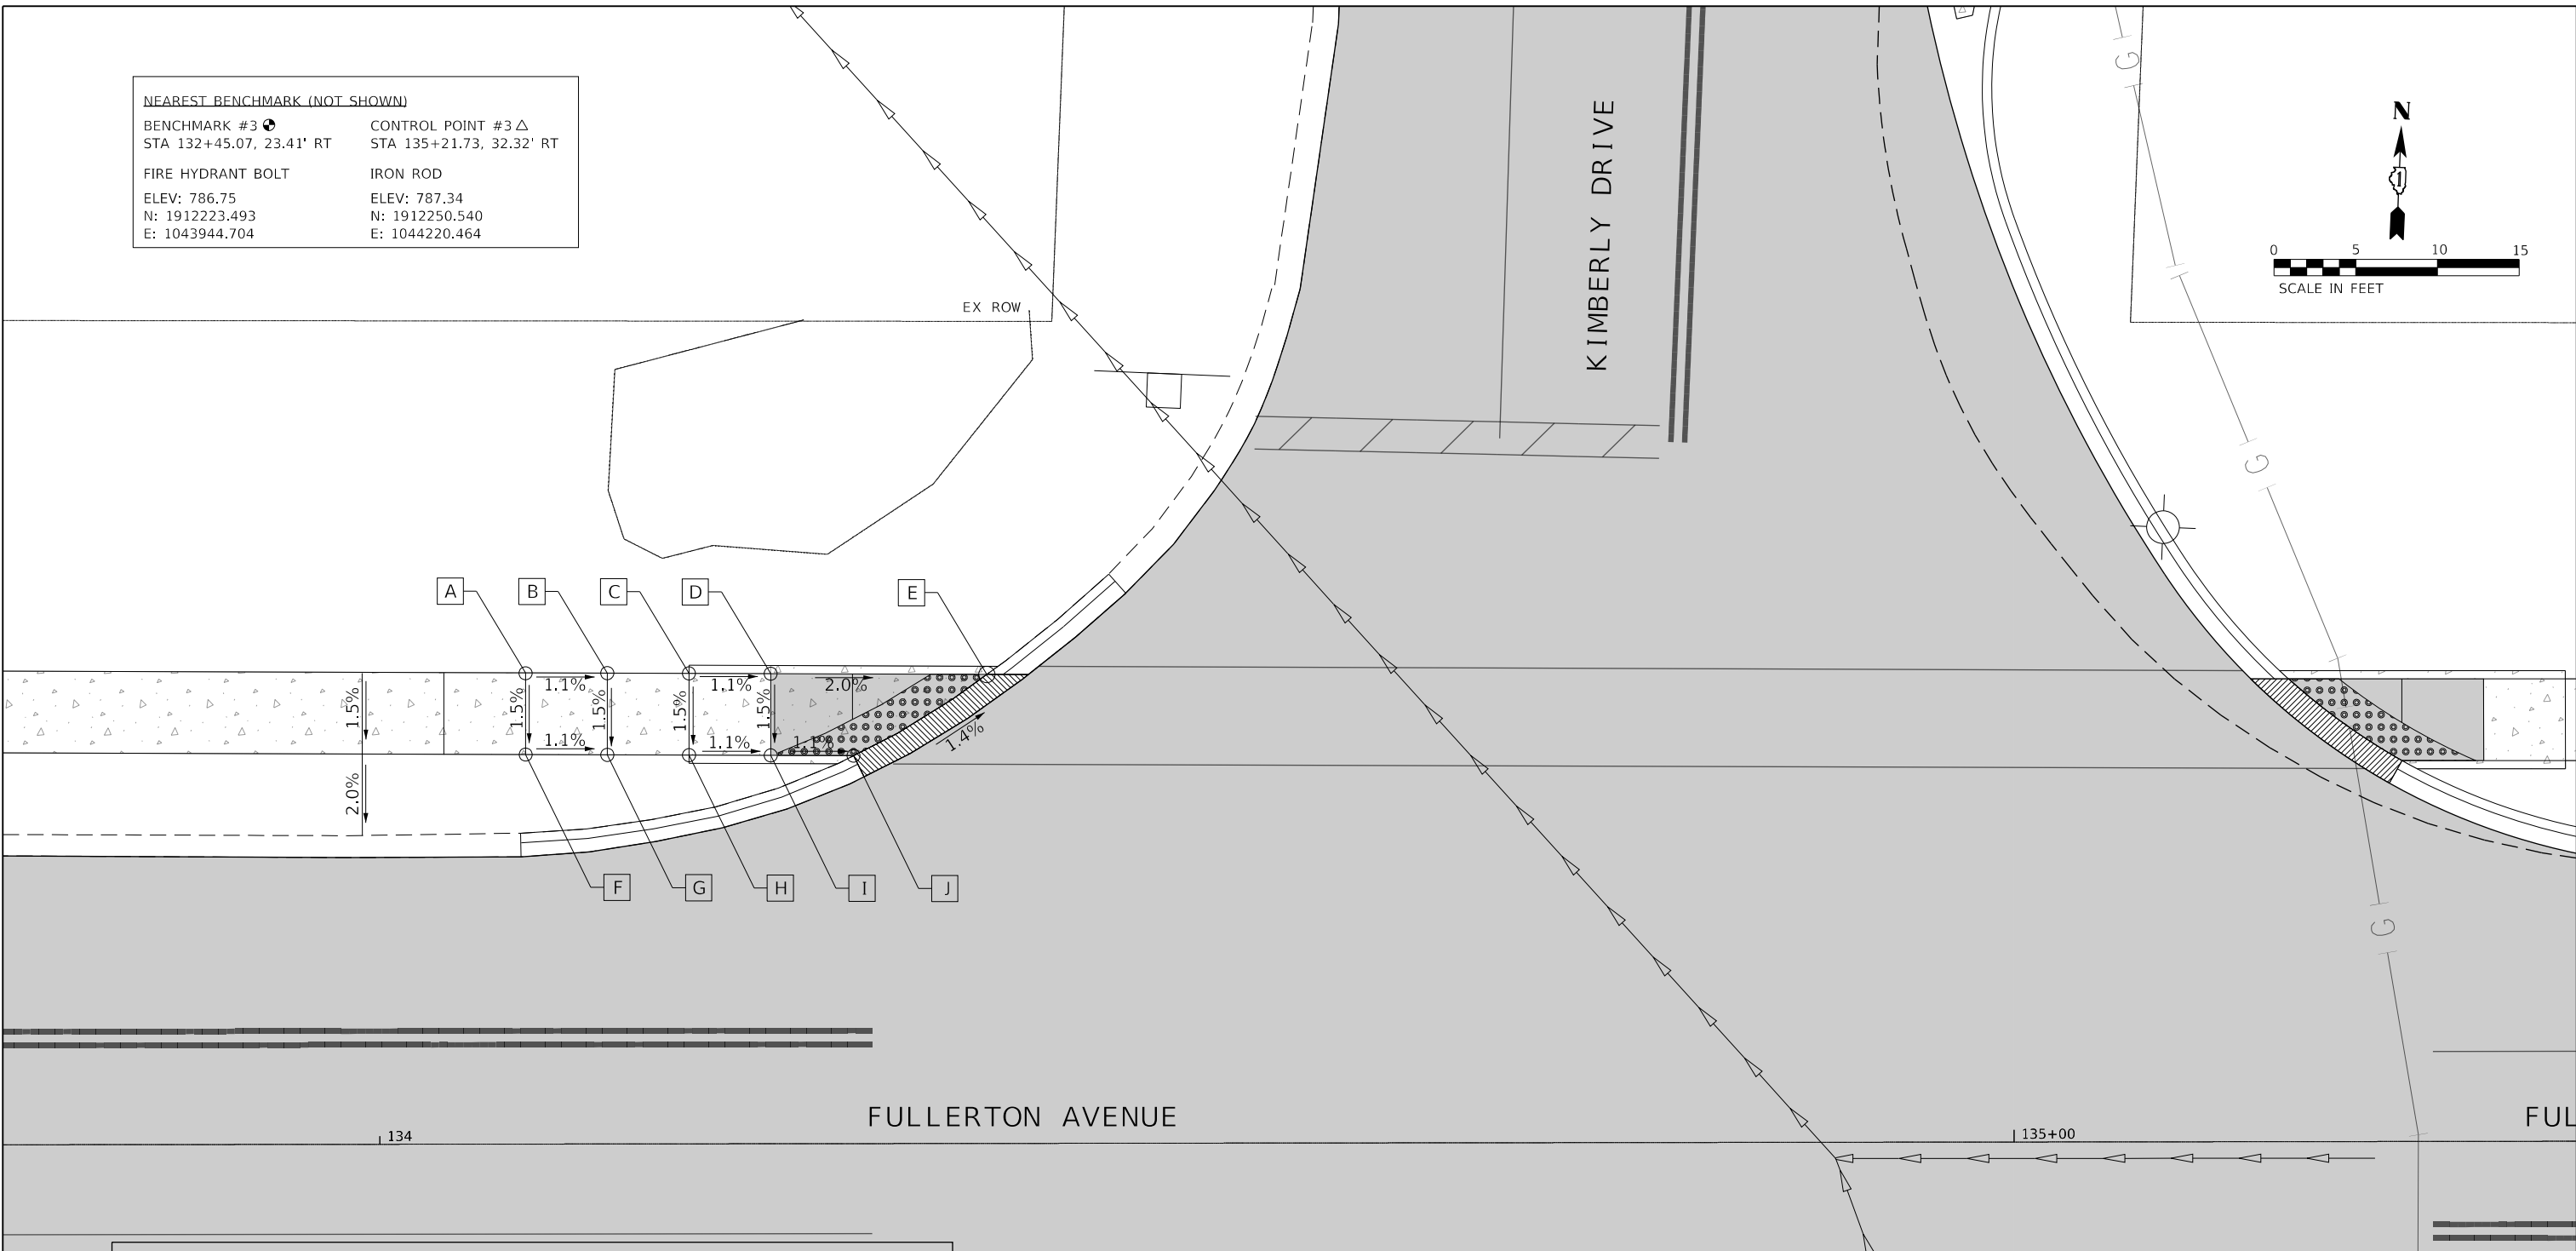 NEAREST BENCHMARK (NOT SHOWN)
BENCHMARK #3
STA 132+45.07, 23.41' RT
FIRE HYDRANT BOLT
ELEV: 786.75
N: 1912223.493
E: 1043944.704
CONTROL POINT #3
STA 135+21.73, 32.32' RT
IRON ROD
ELEV: 787.34
N: 1912250.540
E: 1044220.464
KIMBERLY DRIVE
G
N
1
0 5 10 15
SCALE IN FEET
EX ROW
G
A B C D E
1.5%
1.5%
1.1%
1.5%
1.5%
1.1%
1.5%
2.0%
1.1%
1.1%
1.1%
1.4%
2.0%
F G H I J
G
FULLERTON AVENUE
FUL
134
135+00